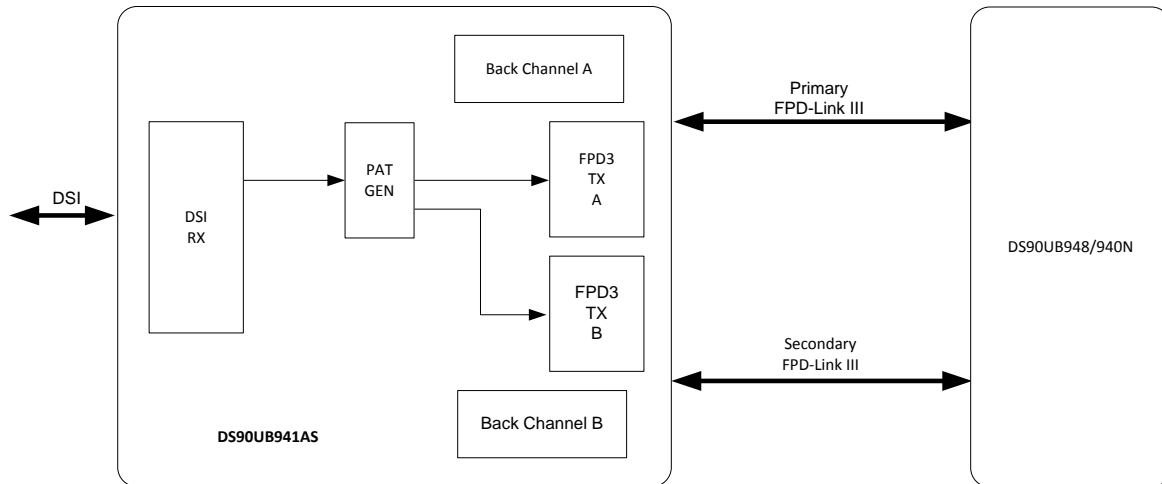 Back Channel A
Primary
FPD-Link III
DSI
DSI
RX
PAT
GEN
FPD3
TX
A
FPD3
TX
B
DS90UB948/940N
Secondary
FPD-Link III
Back Channel B
DS90UB941AS